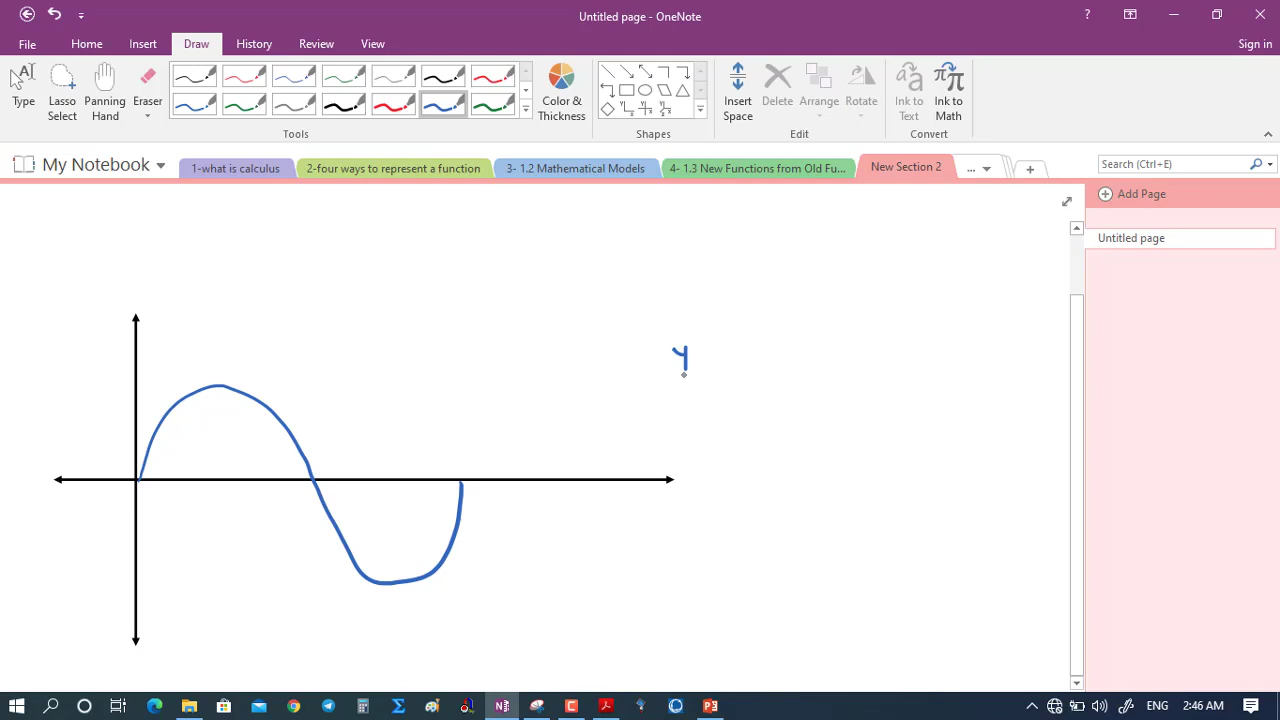 Untitled page - OneNote
?
File
Home
Insert
Draw
History
Review
View
Sign in
Type
Lasso Select
Panning Hand
Eraser
Color & Thickness
Insert Space
Delete
Arrange
Rotate
Ink to Text
Ink to Math
Tools
Shapes
Edit
Convert
My Notebook
1-what is calculus
2-four ways to represent a function
3- 1.2 Mathematical Models
4- 1.3 New Functions from Old Fu...
New Section 2
...
Search (Ctrl+E)
Add Page
Untitled page
y
ENG
2:46 AM